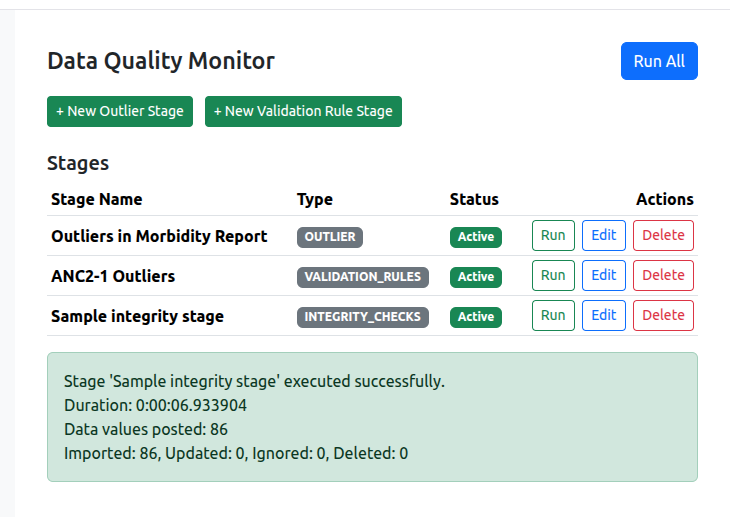 Data Quality Monitor
Run All
+ New Outlier Stage
+ New Validation Rule Stage
Stages
Stage Name Type Status Actions
Outliers in Morbidity Report OUTLIER Active Run Edit Delete
ANC2-1 Outliers VALIDATION_RULES Active Run Edit Delete
Sample integrity stage INTEGRITY_CHECKS Active Run Edit Delete
Stage 'Sample integrity stage' executed successfully.
Duration: 0:00:06.933904
Data values posted: 86
Imported: 86, Updated: 0, Ignored: 0, Deleted: 0